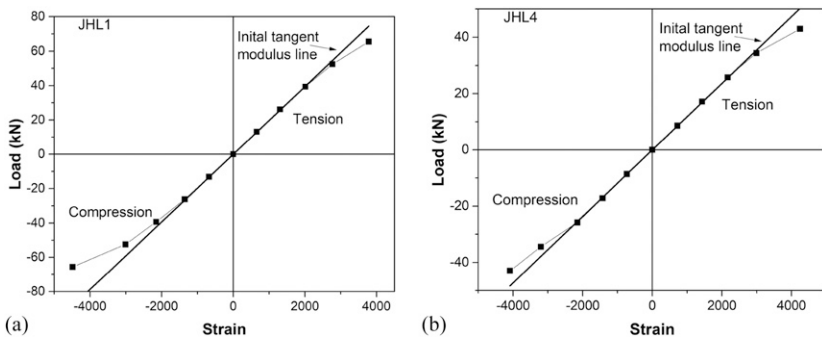 JHL1
Inital tangent
modulus line
Tension
Compression
80
60
40
20
0
-20
-40
-60
-80
-4000
-2000
0
2000
4000
Load (kN)
Strain
(a)
JHL4
Inital tangent
modulus line
Tension
Compression
40
20
0
-20
-40
-4000
-2000
0
2000
4000
Load (kN)
Strain
(b)